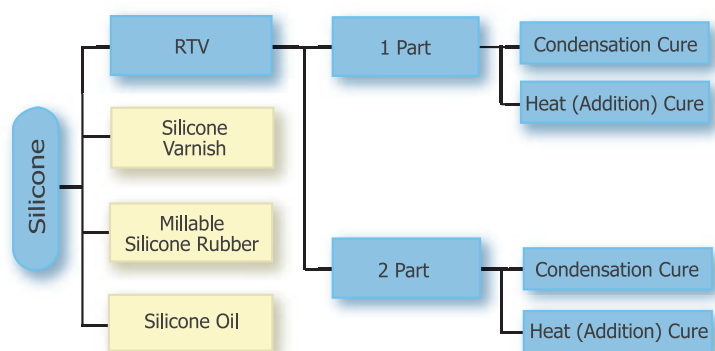 Silicone
RTV
Silicone
Varnish
Millable
Silicone Rubber
Silicone Oil
1 Part
Condensation Cure
Heat (Addition) Cure
2 Part
Condensation Cure
Heat (Addition) Cure